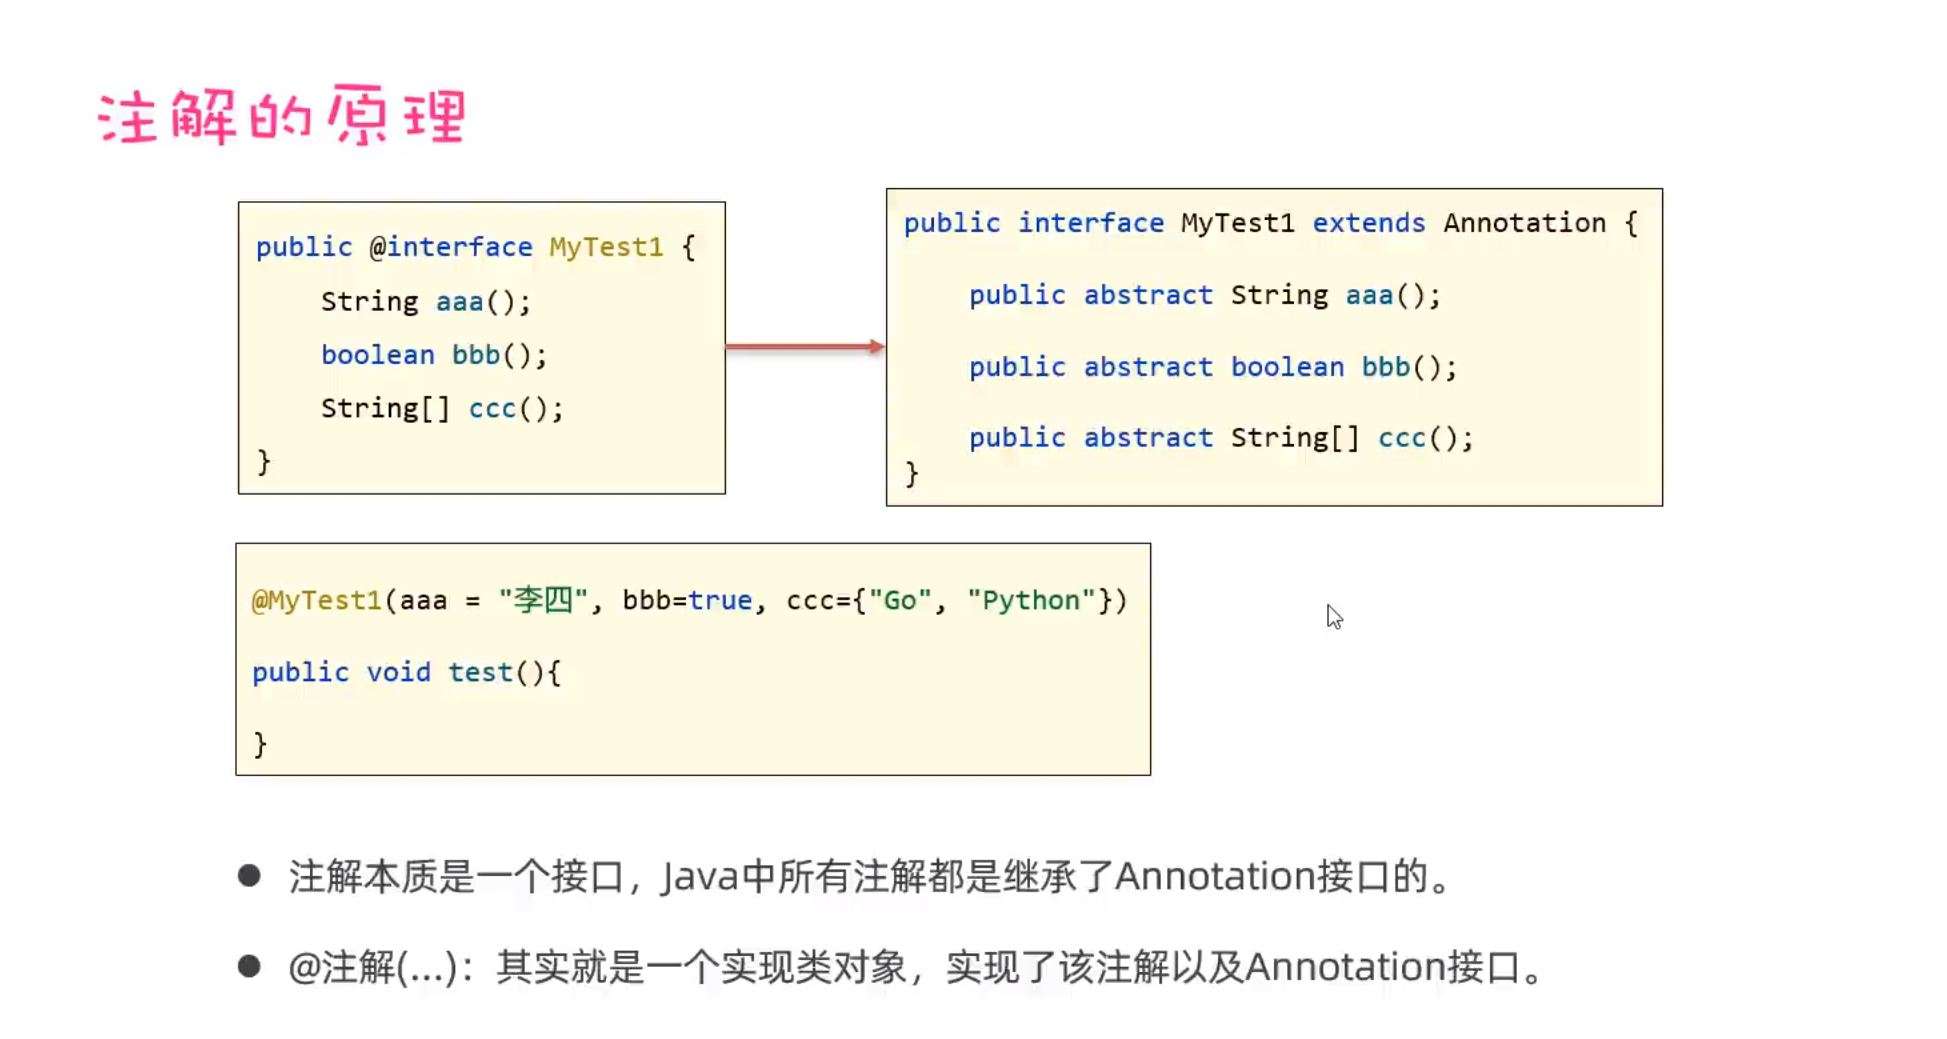 注解的原理
public @interface MyTest1 {
String aaa();
boolean bbb();
String[] ccc();
}
public interface MyTest1 extends Annotation {
public abstract String aaa();
public abstract boolean bbb();
public abstract String[] ccc();
}
@MyTest1(aaa = "李四", bbb=true, ccc={"Go", "Python"})
public void test(){
}
● 注解本质是一个接口，Java中所有注解都是继承了Annotation接口的。
● @注解(...)：其实就是一个实现类对象，实现了该注解以及Annotation接口。